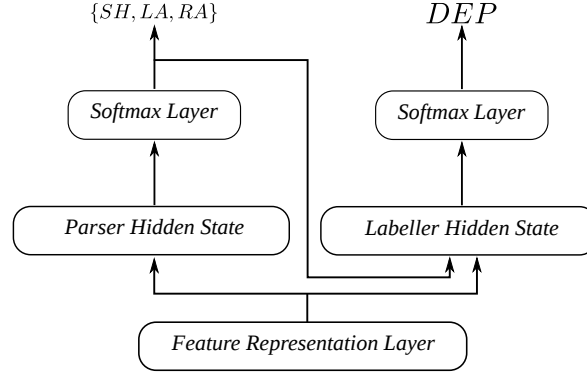 {SH, LA, RA}
DEP
Softmax Layer
Softmax Layer
Parser Hidden State
Labeller Hidden State
Feature Representation Layer